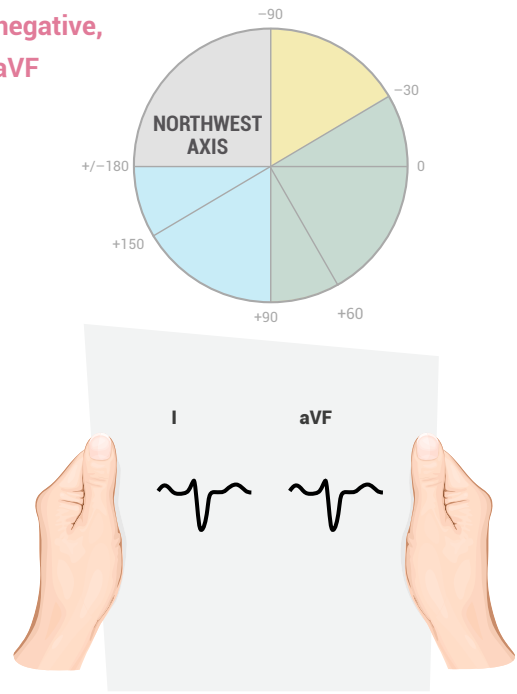 negative,
aVF
−90
−30
NORTHWEST
AXIS
+/−180
0
+150
+90
+60
I
aVF